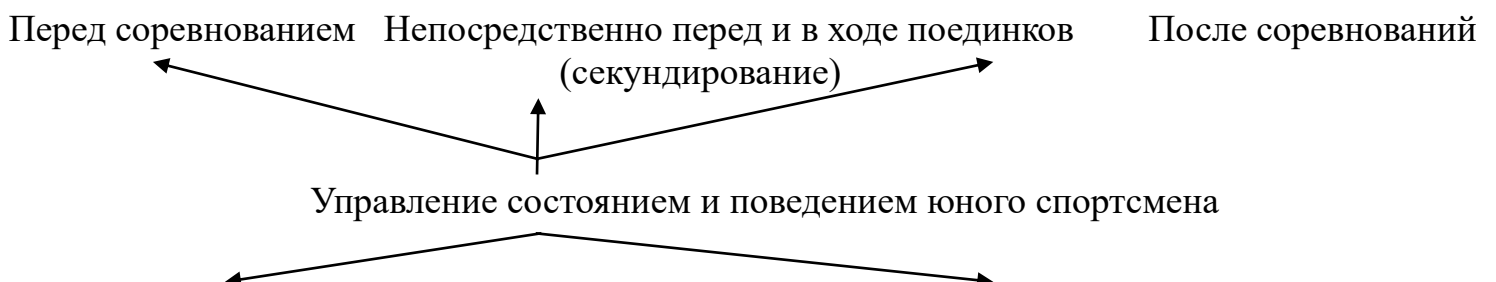 Перед соревнованием Непосредственно перед и в ходе поединков После соревнований
(секундирование)
Управление состоянием и поведением юного спортсмена